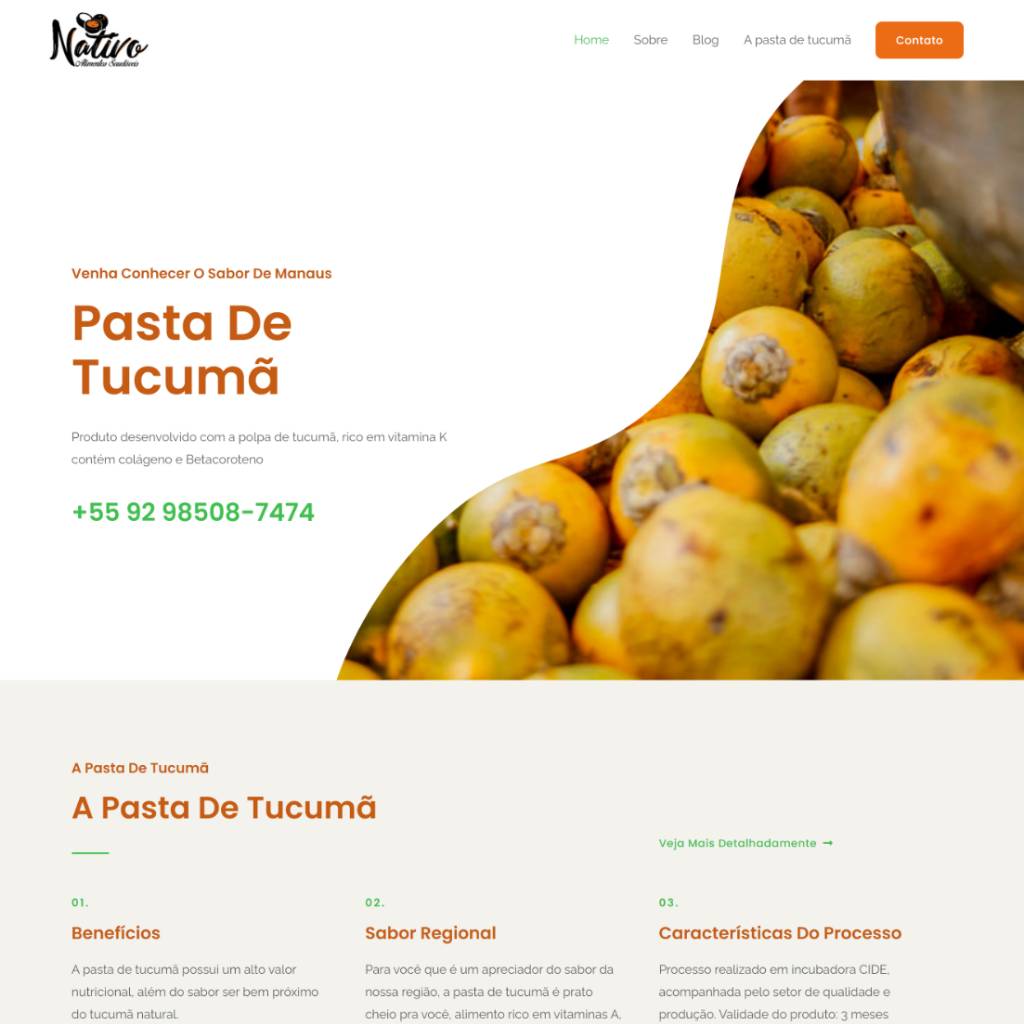 Nativo
Alimentos Saudáveis
Home Sobre Blog A pasta de tucumã Contato
Venha Conhecer O Sabor De Manaus
Pasta De
Tucumã
Produto desenvolvido com a polpa de tucumã, rico em vitamina K
contém colágeno e Betacoroteno
+55 92 98508-7474
A Pasta De Tucumã
A Pasta De Tucumã
Veja Mais Detalhadamente ➞
01.
Benefícios
A pasta de tucumã possui um alto valor
nutricional, além do sabor ser bem próximo
do tucumã natural.
02.
Sabor Regional
Para você que é um apreciador do sabor da
nossa região, a pasta de tucumã é prato
cheio pra você, alimento rico em vitaminas A,
03.
Características Do Processo
Processo realizado em incubadora CIDE,
acompanhada pelo setor de qualidade e
produção. Validade do produto: 3 meses